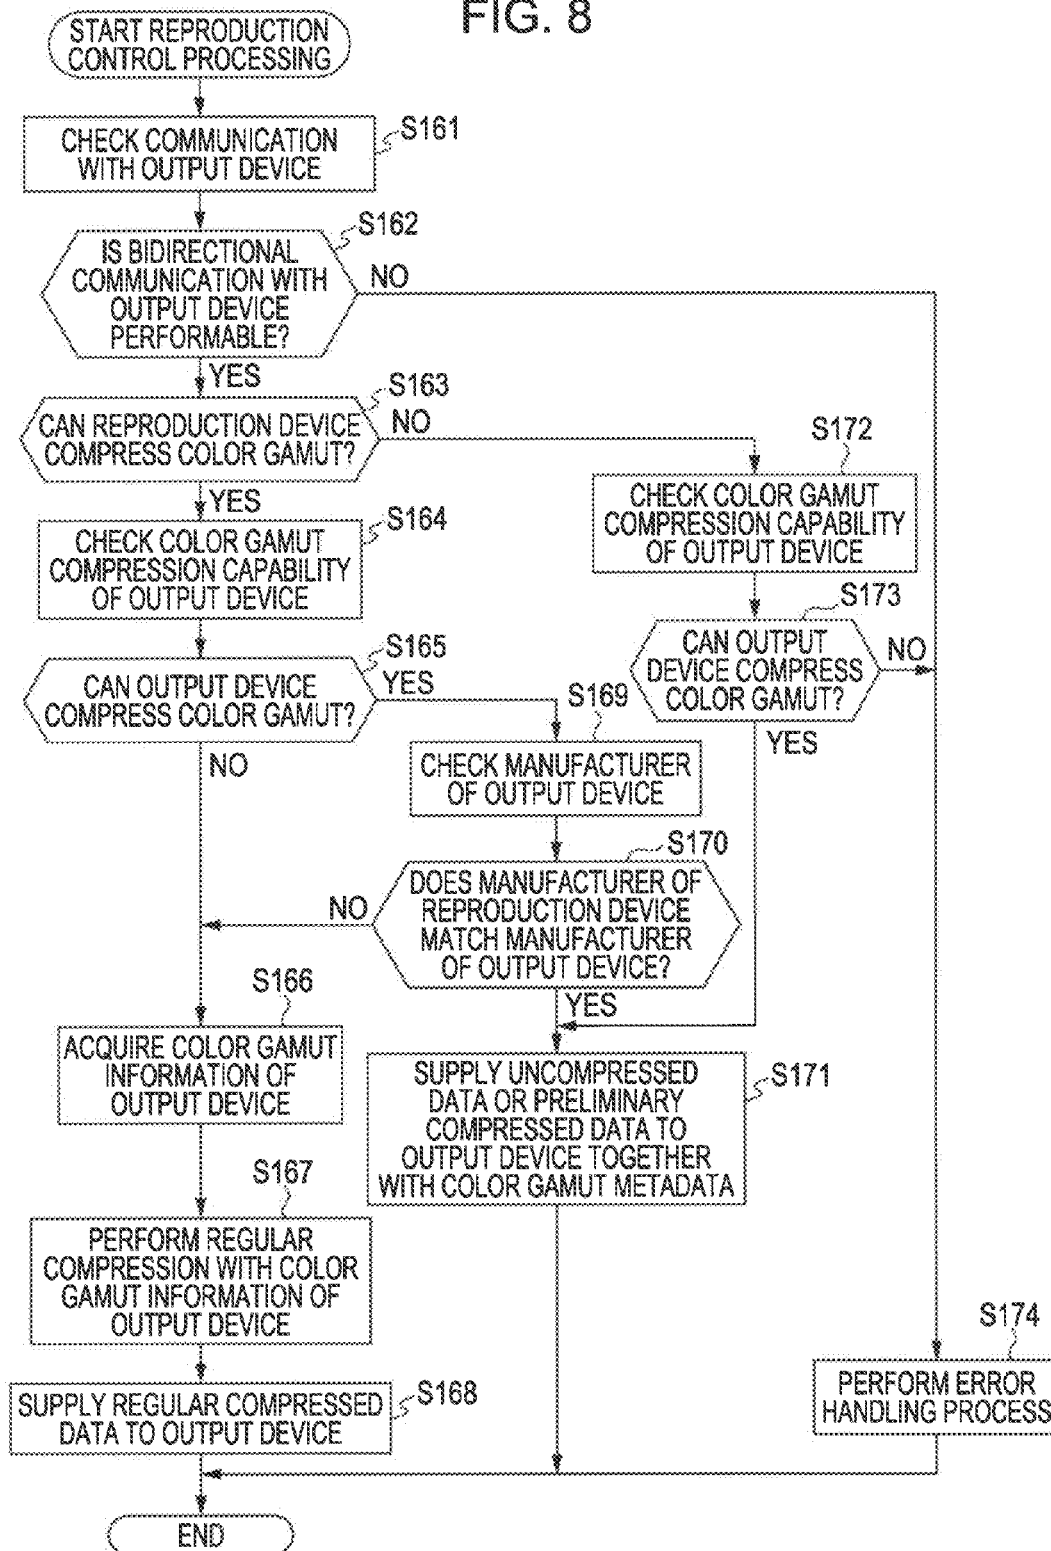 FIG. 8
START REPRODUCTION
CONTROL PROCESSING
S161
CHECK COMMUNICATION
WITH OUTPUT DEVICE
S162
IS BIDIRECTIONAL
COMMUNICATION WITH
OUTPUT DEVICE
PERFORMABLE?
NO
YES
S163
CAN REPRODUCTION DEVICE
COMPRESS COLOR GAMUT?
NO
YES
S172
CHECK COLOR GAMUT
COMPRESSION CAPABILITY
OF OUTPUT DEVICE
S164
CHECK COLOR GAMUT
COMPRESSION CAPABILITY
OF OUTPUT DEVICE
S173
CAN OUTPUT
DEVICE COMPRESS
COLOR GAMUT?
NO
YES
S165
CAN OUTPUT DEVICE
COMPRESS COLOR GAMUT?
YES
NO
S169
CHECK MANUFACTURER
OF OUTPUT DEVICE
S170
DOES MANUFACTURER OF
REPRODUCTION DEVICE
MATCH MANUFACTURER
OF OUTPUT DEVICE?
NO
YES
S166
ACQUIRE COLOR GAMUT
INFORMATION OF
OUTPUT DEVICE
S171
SUPPLY UNCOMPRESSED
DATA OR PRELIMINARY
COMPRESSED DATA TO
OUTPUT DEVICE TOGETHER
WITH COLOR GAMUT METADATA
S167
PERFORM REGULAR
COMPRESSION WITH COLOR
GAMUT INFORMATION OF
OUTPUT DEVICE
S174
PERFORM ERROR
HANDLING PROCESS
S168
SUPPLY REGULAR COMPRESSED
DATA TO OUTPUT DEVICE
END